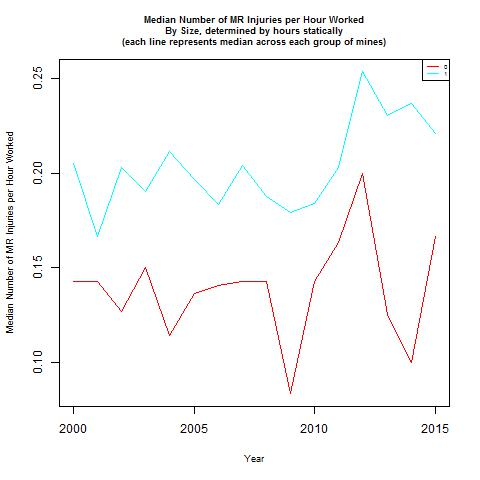 Median Number of MR Injuries per Hour Worked
By Size, determined by hours statically
(each line represents median across each group of mines)
0
1
Median Number of MR Injuries per Hour Worked
0.25
0.20
0.15
0.10
2000 2005 2010 2015
Year